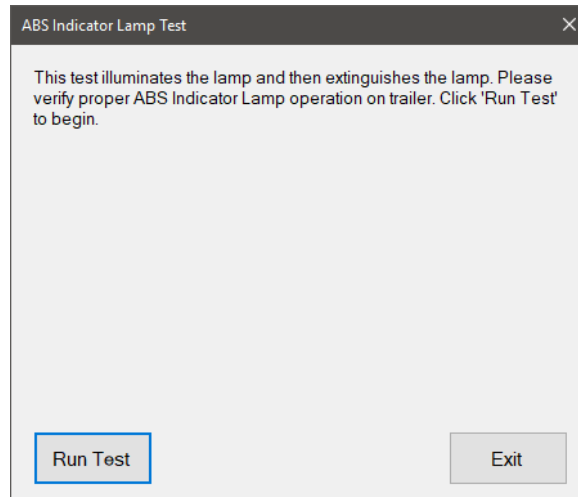 ABS Indicator Lamp Test
This test illuminates the lamp and then extinguishes the lamp. Please
verify proper ABS Indicator Lamp operation on trailer. Click 'Run Test'
to begin.
Run Test
Exit